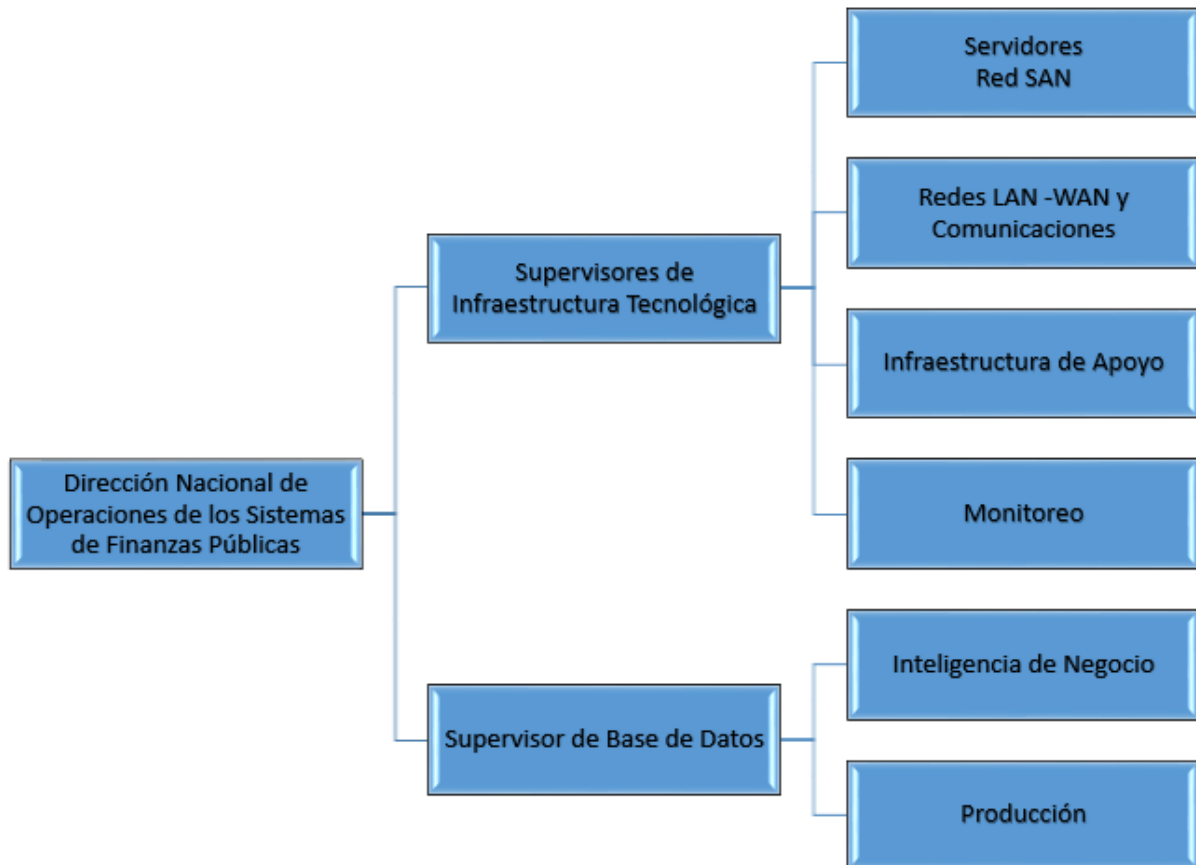 Servidores
Red SAN
Redes LAN -WAN y
Comunicaciones
Supervisores de
Infraestructura Tecnológica
Infraestructura de Apoyo
Dirección Nacional de
Operaciones de los Sistemas
de Finanzas Públicas
Monitoreo
Inteligencia de Negocio
Supervisor de Base de Datos
Producción